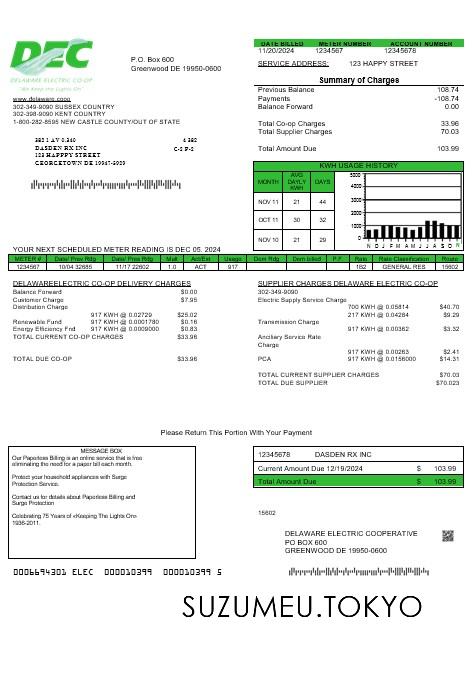 DEC
DELAWARE ELECTRIC CO-OP
"We Keep the Lights On"
P.O. Box 600
Greenwood DE 19950-0600
DATE BILLED METER NUMBER ACCOUNT NUMBER
11/20/2024 1234567 12345678
SERVICE ADDRESS: 123 HAPPY STREET
www.delaware.coop
302-349-9090 SUSSEX COUNTRY
302-398-9090 KENT COUNTRY
1-800-282-8595 NEW CASTLE COUNTY/OUT OF STATE
Summary of Charges
Previous Balance 108.74
Payments -108.74
Balance Forward 0.00
Total Co-op Charges 33.96
Total Supplier Charges 70.03
Total Amount Due 103.99
382 1 AV 0.340 4 382
DASDEN RX INC C-2 P-2
123 HAPPPY STREET
GEORGETOWN DE 19947-5929
KWH USAGE HISTORY
MONTH AVG DAYLY KWH DAYS
NOV 11 21 44
OCT 11 30 32
NOV 10 21 29
5000
4000
3000
2000
1000
0
N D J F M A M J J A S O N
YOUR NEXT SCHEDULED METER READING IS DEC 05. 2024
METER # Date/ Prev Rdg Date/ Prev Rdg Mult Act/Est Usage Dem Rdg Dem billed P.F. Rate Rate Classification Route
1234567 10/04 32685 11/17 22602 1.0 ACT 917 1B2 GENERAL RES 15602
DELAWAREELECTRIC CO-OP DELIVERY CHARGES
Balance Forward $0.00
Customer Charge $7.95
Distribution Charge
917 KWH @ 0.02729 $25.02
Renewable Fund 917 KWH @ 0.0001780 $0.16
Energy Efficiency Fnd 917 KWH @ 0.0009000 $0.83
TOTAL CURRENT CO-OP CHARGES $33.96
TOTAL DUE CO-OP $33.96
SUPPLIER CHARGES DELAWARE ELECTRIC CO-OP
302-349-9090
Electric Supply Service Charge
700 KWH @ 0.05814 $40.70
217 KWH @ 0.04284 $9.29
Transmission Charge
917 KWH @ 0.00362 $3.32
Ancillary Service Rate
Charge
917 KWH @ 0.00263 $2.41
PCA 917 KWH @ 0.0156000 $14.31
TOTAL CURRENT SUPPLIER CHARGES $70.03
TOTAL DUE SUPPLIER $70.023
Please Return This Portion With Your Payment
MESSAGE BOX
Our Paperless Billing is an online service that is free
eliminating the need for a paper bill each month.
Protect your household appliances with Surge
Protection Service.
Contact us for details about Paperless Billing and
Surge Protection
Celebrating 75 Years of «Keeping The Lights On»
1936-2011.
12345678 DASDEN RX INC
Current Amount Due 12/19/2024 $ 103.99
Total Amount Due $ 103.99
15602
DELAWARE ELECTRIC COOPERATIVE
PO BOX 600
GREENWOOD DE 19950-0600
0006694301 ELEC 000010399 000010399 5
SUZUMEU.TOKYO